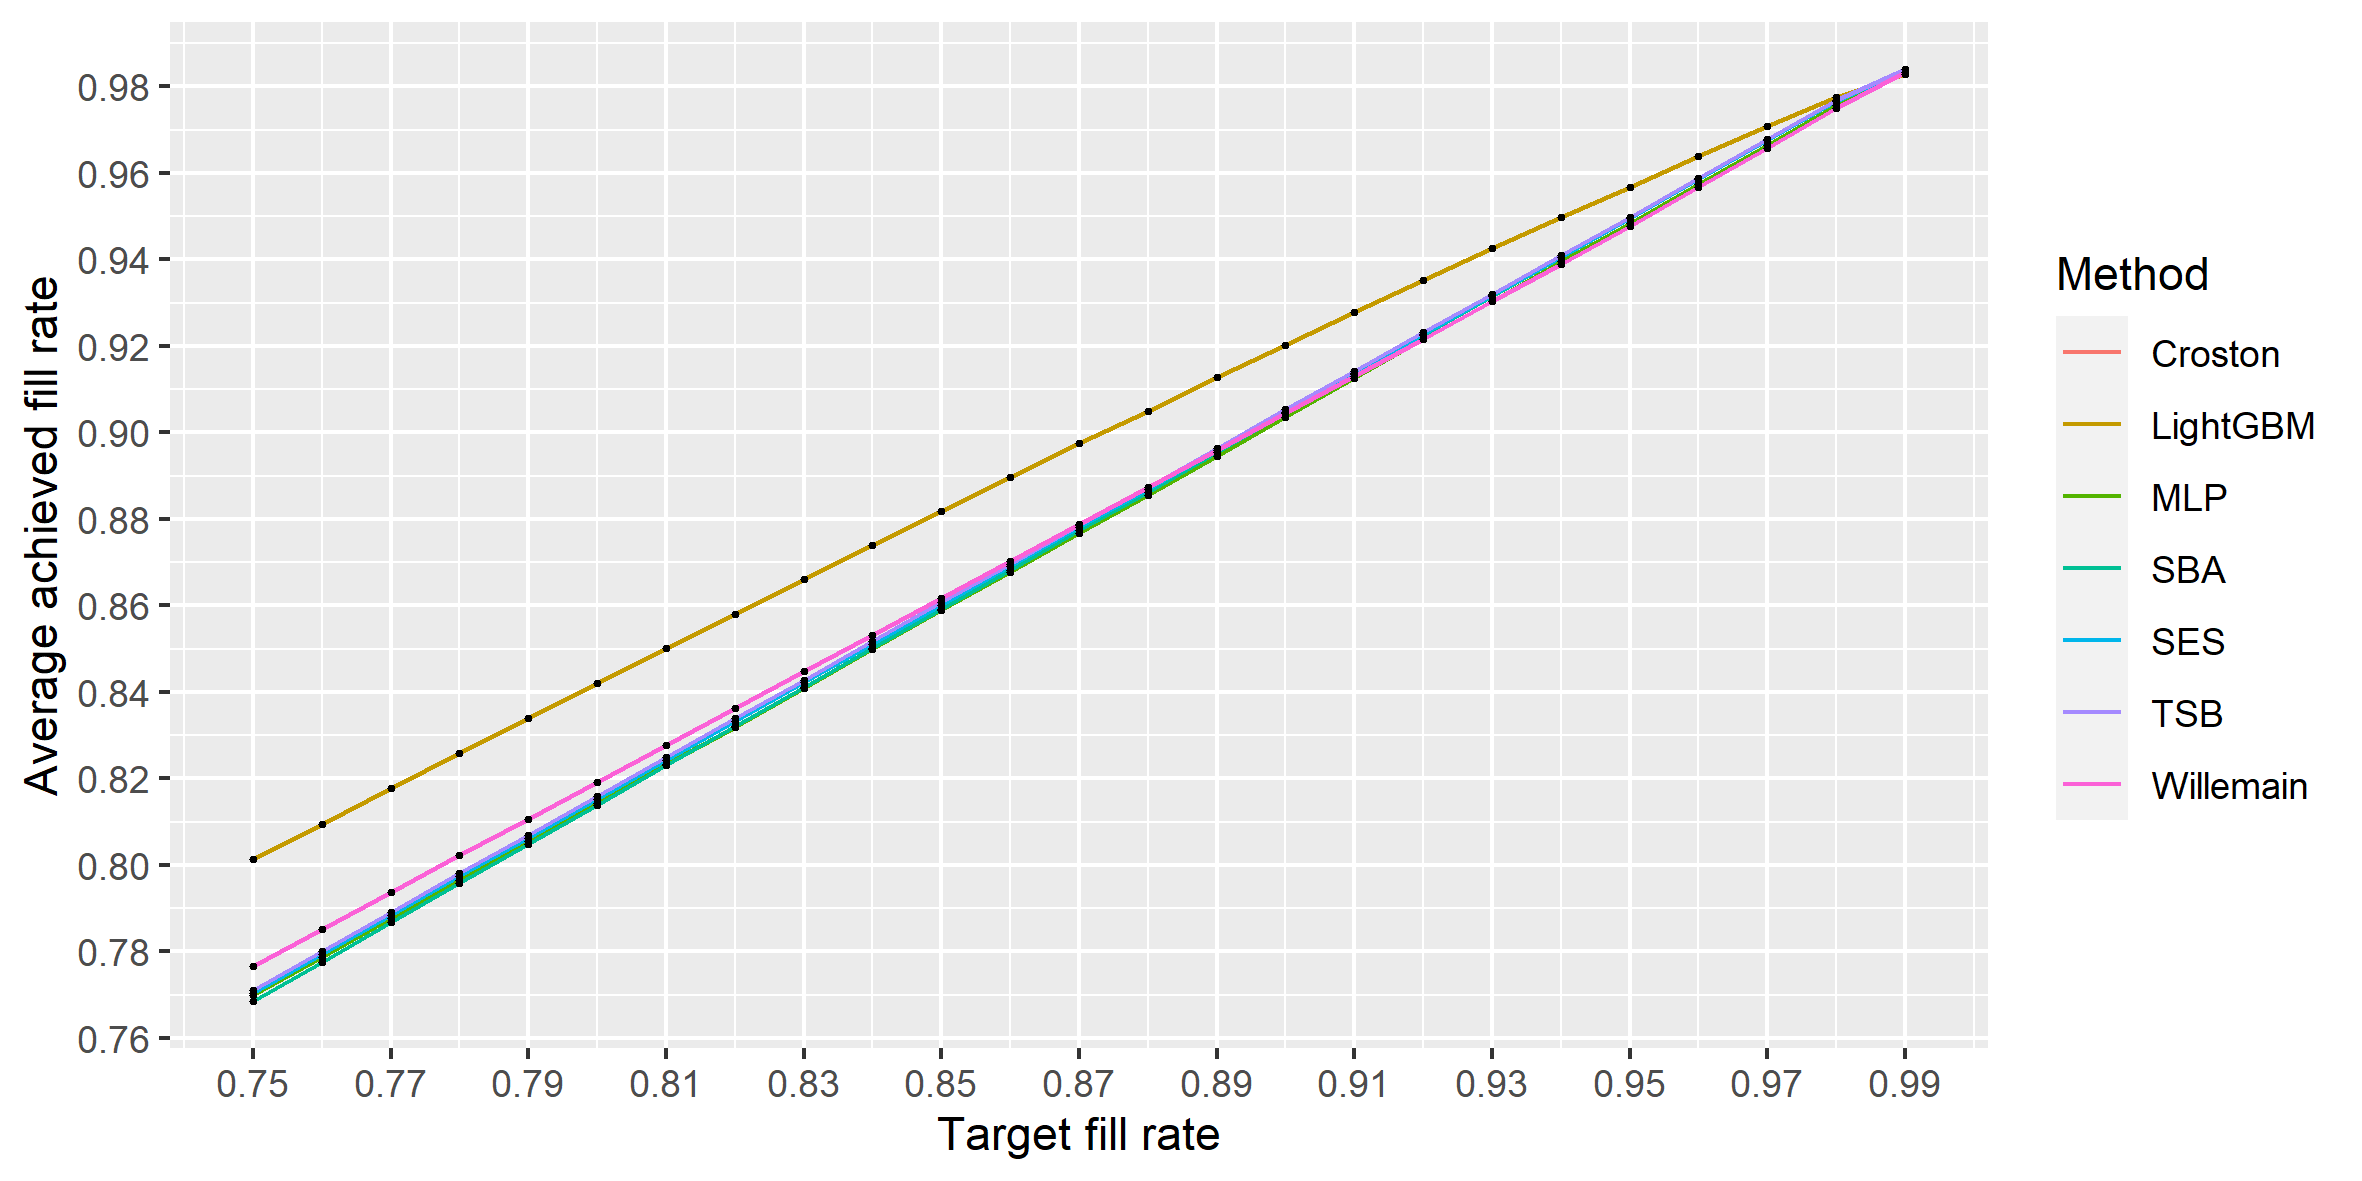 Average achieved fill rate
0.98
0.96
0.94
0.92
0.90
0.88
0.86
0.84
0.82
0.80
0.78
0.76
0.75 0.77 0.79 0.81 0.83 0.85 0.87 0.89 0.91 0.93 0.95 0.97 0.99
Target fill rate
Method
Croston
LightGBM
MLP
SBA
SES
TSB
Willemain